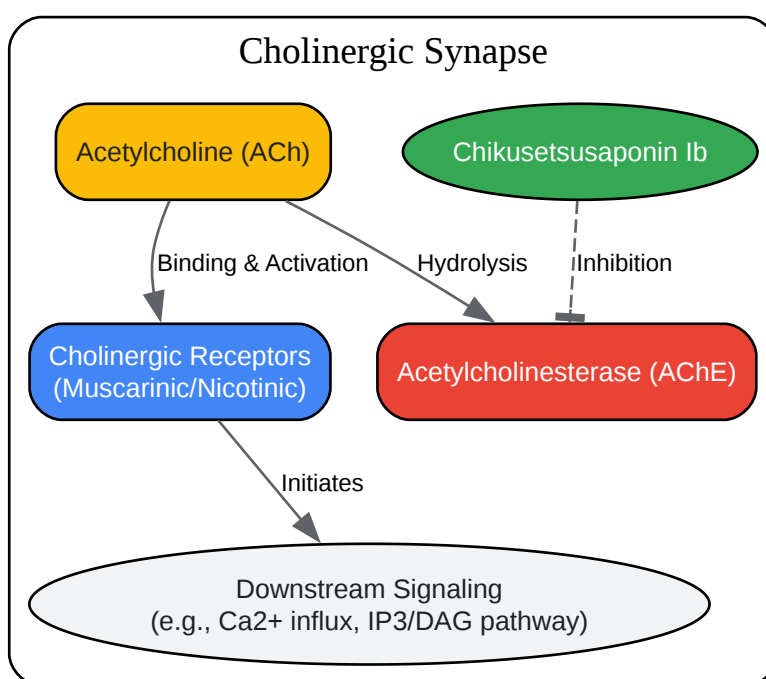 Cholinergic Synapse
Acetylcholine (ACh)
Chikusetsusaponin Ib
Binding & Activation
Hydrolysis
Inhibition
Cholinergic Receptors
(Muscarinic/Nicotinic)
Acetylcholinesterase (AChE)
Initiates
Downstream Signaling
(e.g., Ca2+ influx, IP3/DAG pathway)